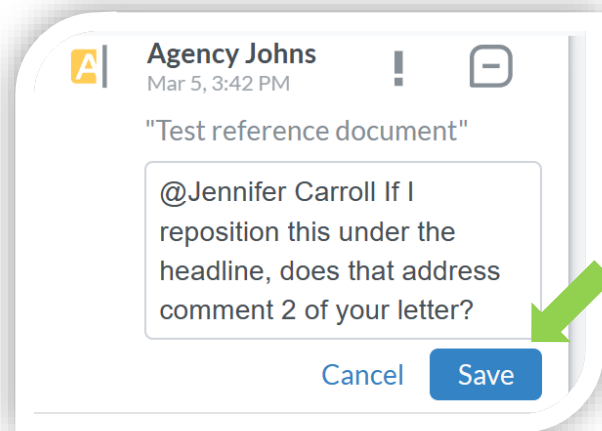 A
Agency Johns
Mar 5, 3:42 PM
!
"Test reference document"
@Jennifer Carroll If I
reposition this under the
headline, does that address
comment 2 of your letter?
Cancel
Save